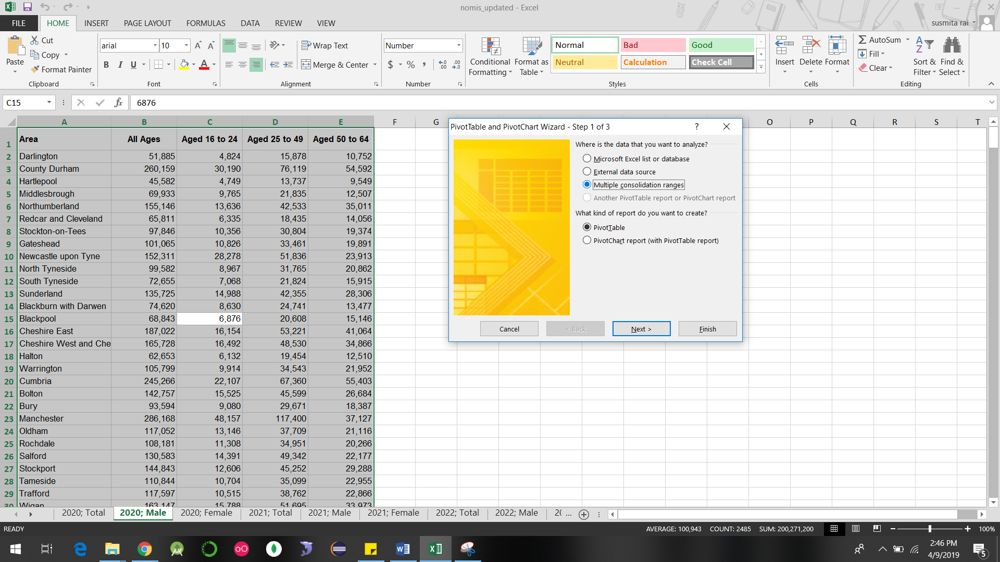 nomis_updated - Excel
FILE HOME INSERT PAGE LAYOUT FORMULAS DATA REVIEW VIEW susmita rai
Paste
Cut
Copy
Format Painter
Clipboard
arial 10
B I U A
Font
Wrap Text
Merge & Center
Alignment
Number
$ %
Number
Conditional Formatting
Format as Table
Normal Bad Good
Neutral Calculation Check Cell
Styles
Insert Delete Format
Cells
AutoSum
Fill
Clear
Sort & Filter
Find & Select
Editing
C15 fx 6876
A B C D E F G O P Q R S T
1 Area All Ages Aged 16 to 24 Aged 25 to 49 Aged 50 to 64
2 Darlington 51,885 4,824 15,878 10,752
3 County Durham 260,159 30,190 76,119 54,592
4 Hartlepool 45,582 4,749 13,737 9,549
5 Middlesbrough 69,933 9,765 21,835 12,507
6 Northumberland 155,146 13,636 42,533 35,011
7 Redcar and Cleveland 65,811 6,335 18,435 14,056
8 Stockton-on-Tees 97,846 10,356 30,804 19,374
9 Gateshead 101,065 10,826 33,461 19,891
10 Newcastle upon Tyne 152,311 28,278 51,836 23,913
11 North Tyneside 99,582 8,967 31,765 20,862
12 South Tyneside 72,655 7,068 21,824 15,915
13 Sunderland 135,725 14,988 42,355 28,306
14 Blackburn with Darwen 74,620 8,630 24,741 13,477
15 Blackpool 68,843 6,876 20,608 15,146
16 Cheshire East 187,022 16,154 53,221 41,064
17 Cheshire West and Che 165,728 16,492 48,530 34,866
18 Halton 62,653 6,132 19,454 12,510
19 Warrington 105,799 9,914 34,543 21,952
20 Cumbria 245,266 22,107 67,360 55,403
21 Bolton 142,757 15,525 45,599 26,684
22 Bury 93,594 9,080 29,671 18,387
23 Manchester 286,168 48,157 117,400 37,127
24 Oldham 117,052 13,146 37,709 21,116
25 Rochdale 108,181 11,308 34,951 20,266
26 Salford 130,583 14,391 49,342 22,177
27 Stockport 144,843 12,606 45,252 29,288
28 Tameside 110,844 10,704 35,099 22,955
29 Trafford 117,597 10,515 38,762 22,866
30 Wigan 163,147 15,788 51,695 33,973
PivotTable and PivotChart Wizard - Step 1 of 3 ?
Where is the data that you want to analyze?
Microsoft Excel list or database
External data source
Multiple consolidation ranges
Another PivotTable report or PivotChart report
What kind of report do you want to create?
PivotTable
PivotChart report (with PivotTable report)
Cancel < Back Next > Finish
2020; Total 2020; Male 2020; Female 2021; Total 2021; Male 2021; Female 2022; Total 2022; Male 20 ...
READY AVERAGE: 100,943 COUNT: 2485 SUM: 200,271,200 100%
2:46 PM
4/9/2019
5